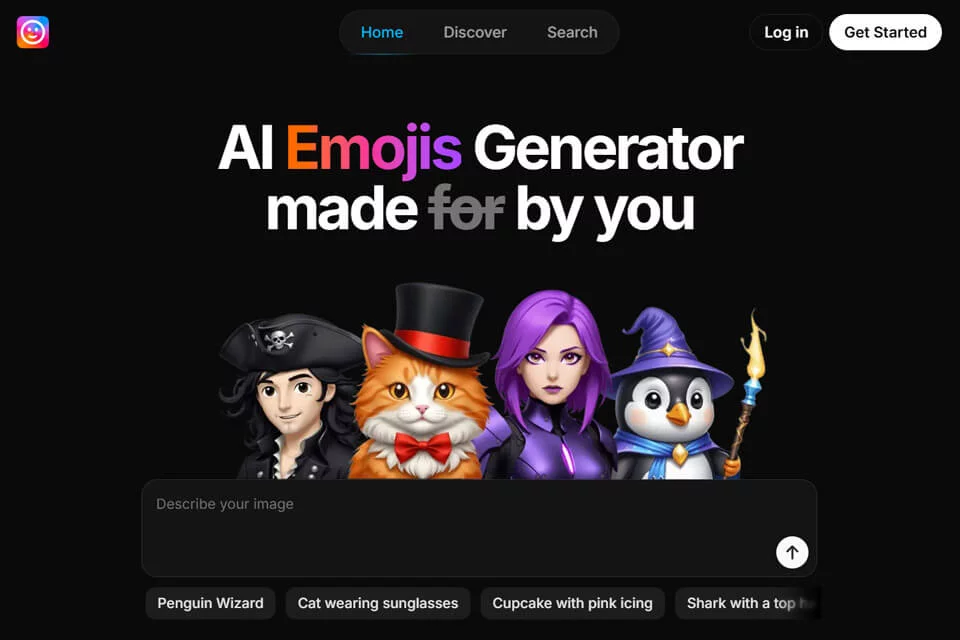 Home
Discover
Search
Log in
Get Started
AI Emojis Generator
made for by you
Describe your image
Penguin Wizard
Cat wearing sunglasses
Cupcake with pink icing
Shark with a top